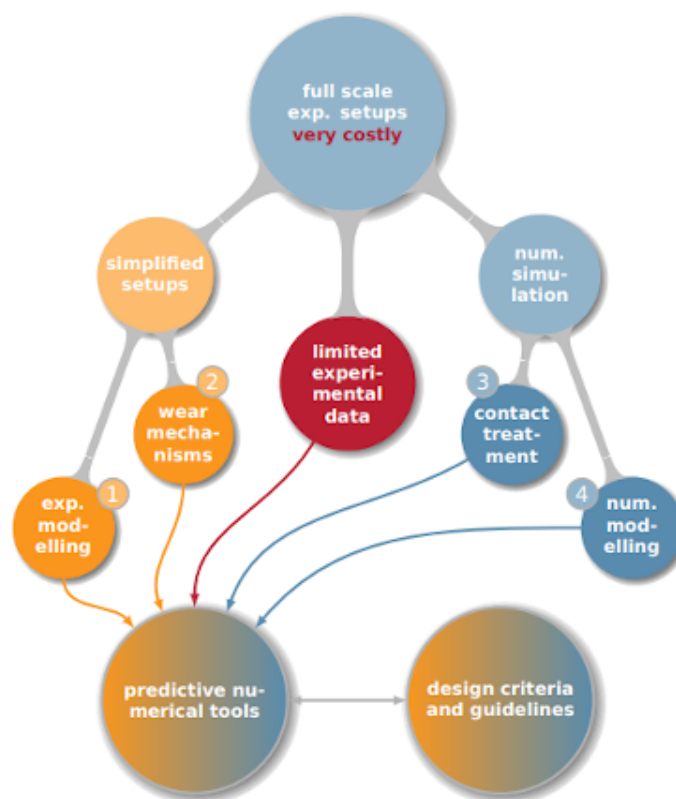 full scale
exp. setups
very costly
simplified
setups
num.
simu-
lation
limited
experi-
mental
data
2
wear
mecha-
nisms
3
contact
treat-
ment
1
exp.
mod-
elling
4
num.
mod-
elling
predictive nu-
merical tools
design criteria
and guidelines